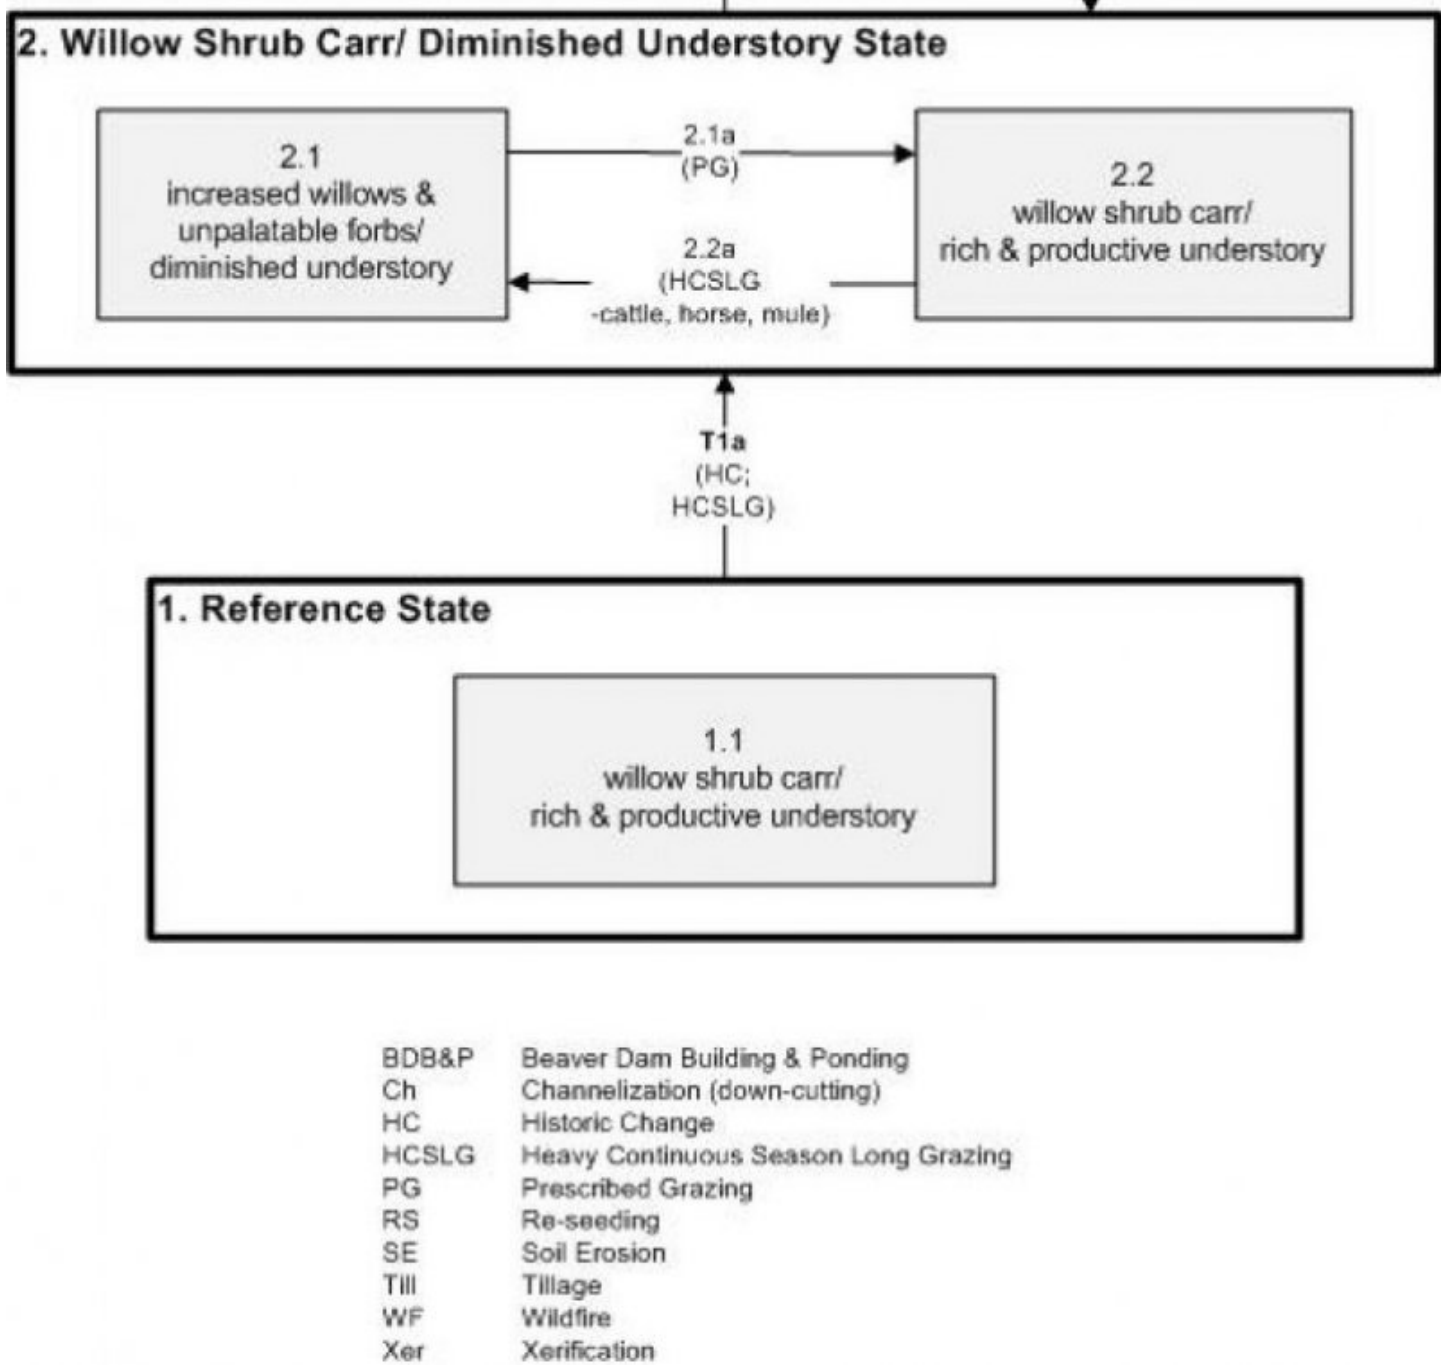 2. Willow Shrub Carr/ Diminished Understory State
2.1
increased willows &
unpalatable forbs/
diminished understory
2.1a
(PG)
2.2a
(HCSLG
-cattle, horse, mule)
2.2
willow shrub carr/
rich & productive understory
T1a
(HC;
HCSLG)
1. Reference State
1.1
willow shrub carr/
rich & productive understory
BDB&P Beaver Dam Building & Ponding
Ch Channelization (down-cutting)
HC Historic Change
HCSLG Heavy Continuous Season Long Grazing
PG Prescribed Grazing
RS Re-seeding
SE Soil Erosion
Till Tillage
WF Wildfire
Xer Xerification